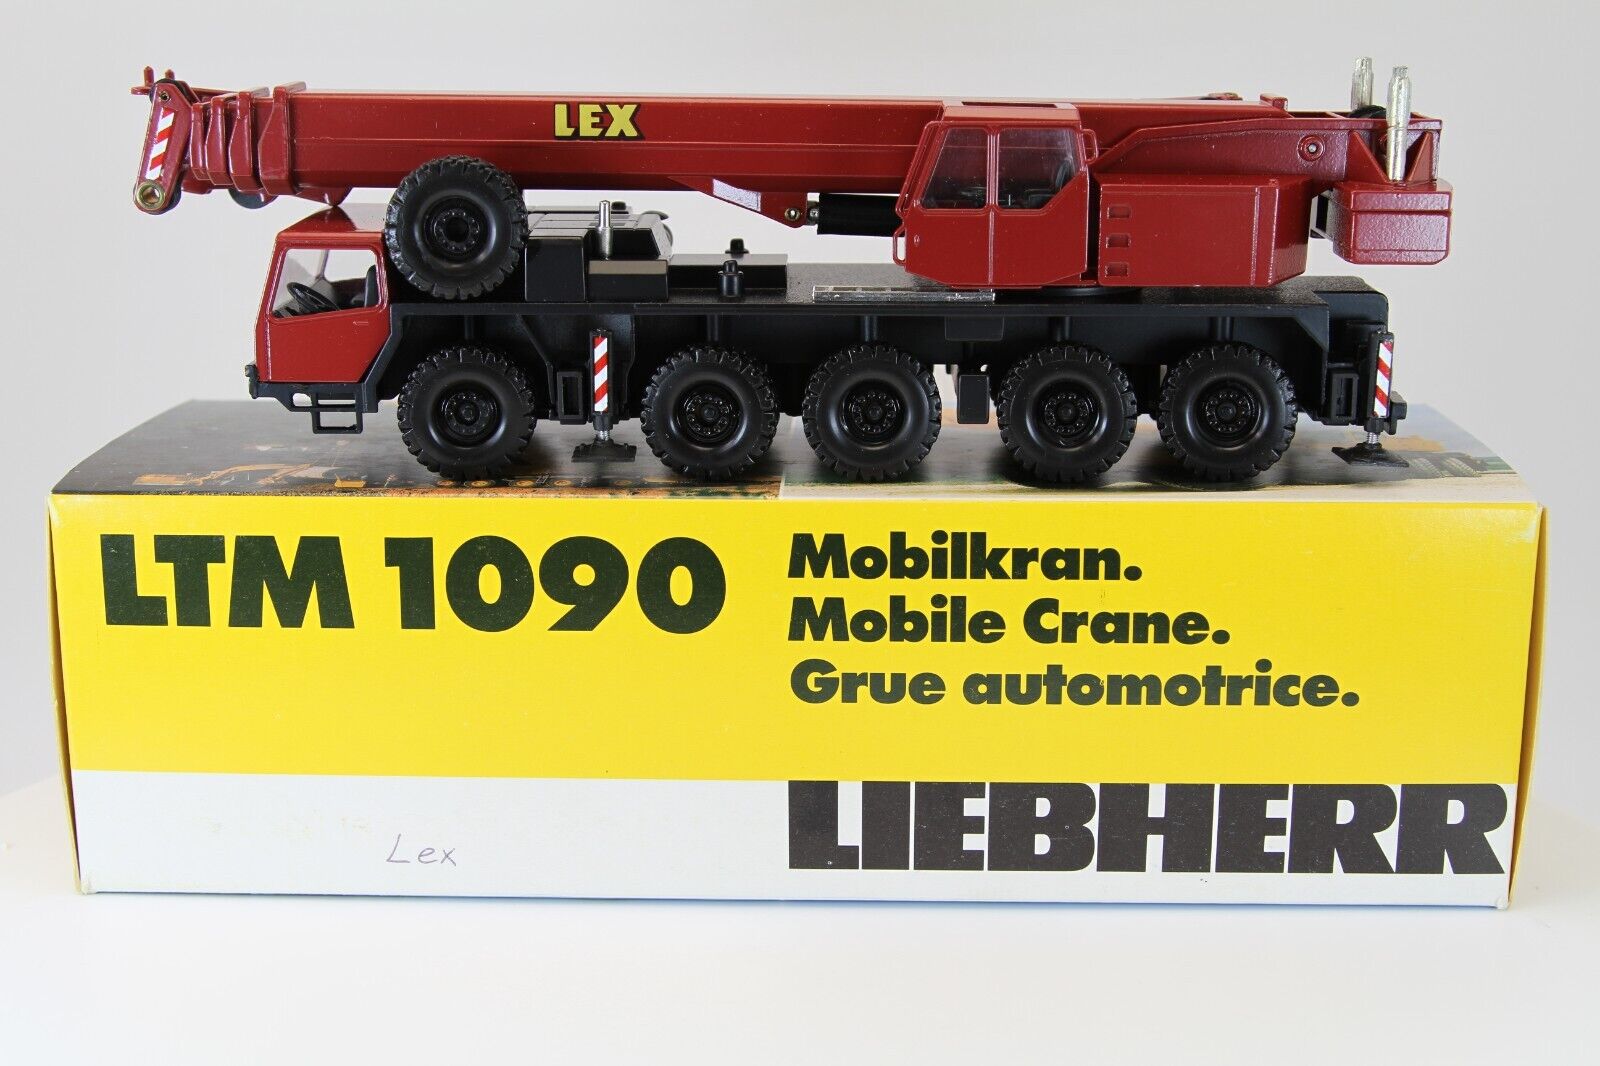 LEX
LTM 1090
Mobilkran.
Mobile Crane.
Grue automotrice.
Lex
LIEBHERR